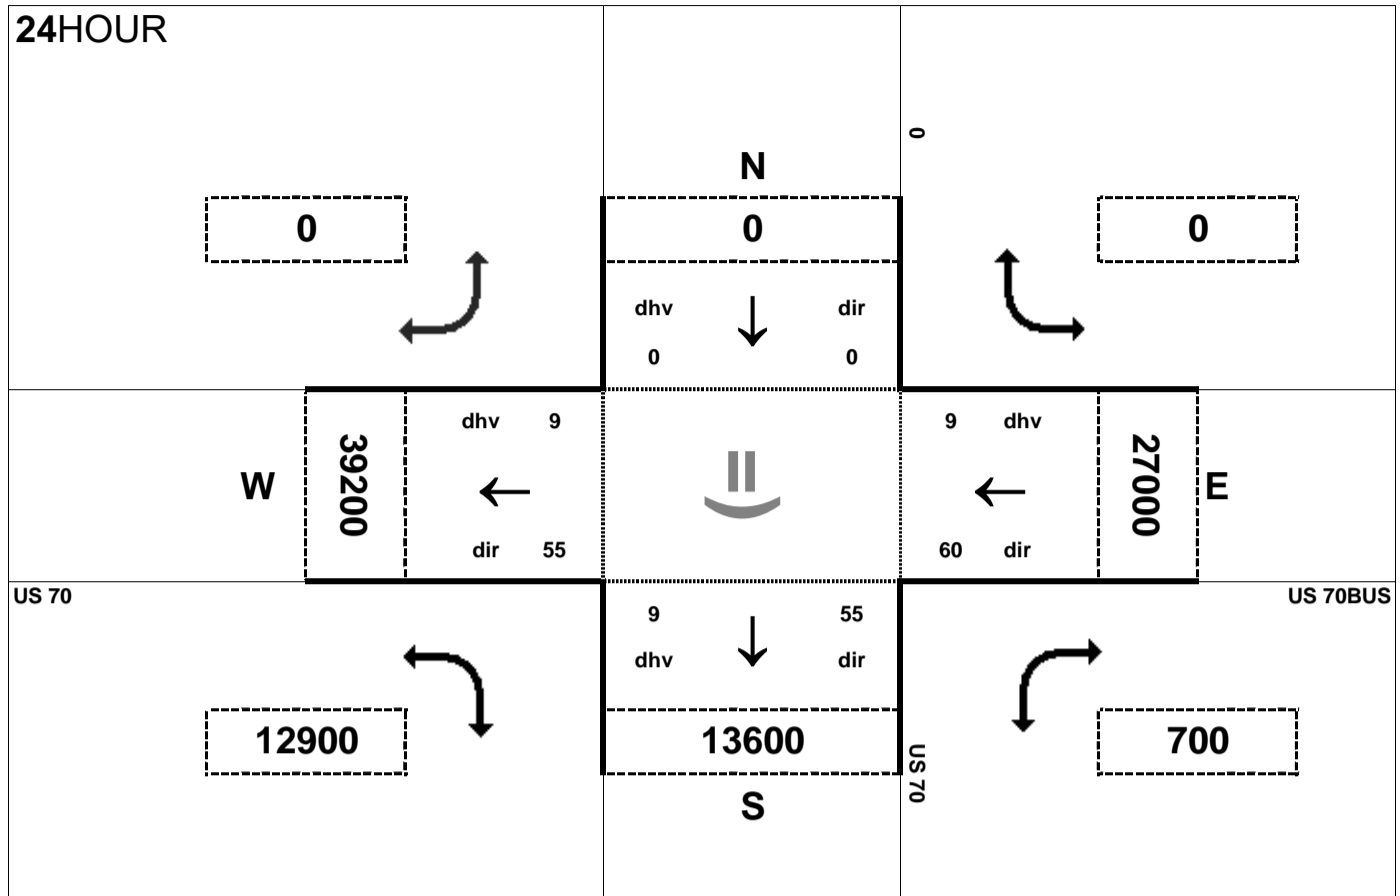 24HOUR
0
N
0
0
0
dhv
dir
0
0
dhv 9
9 dhv
W
39200
27000
E
dir 55
60 dir
US 70
US 70BUS
9
55
dhv
dir
12900
13600
700
US 70
S